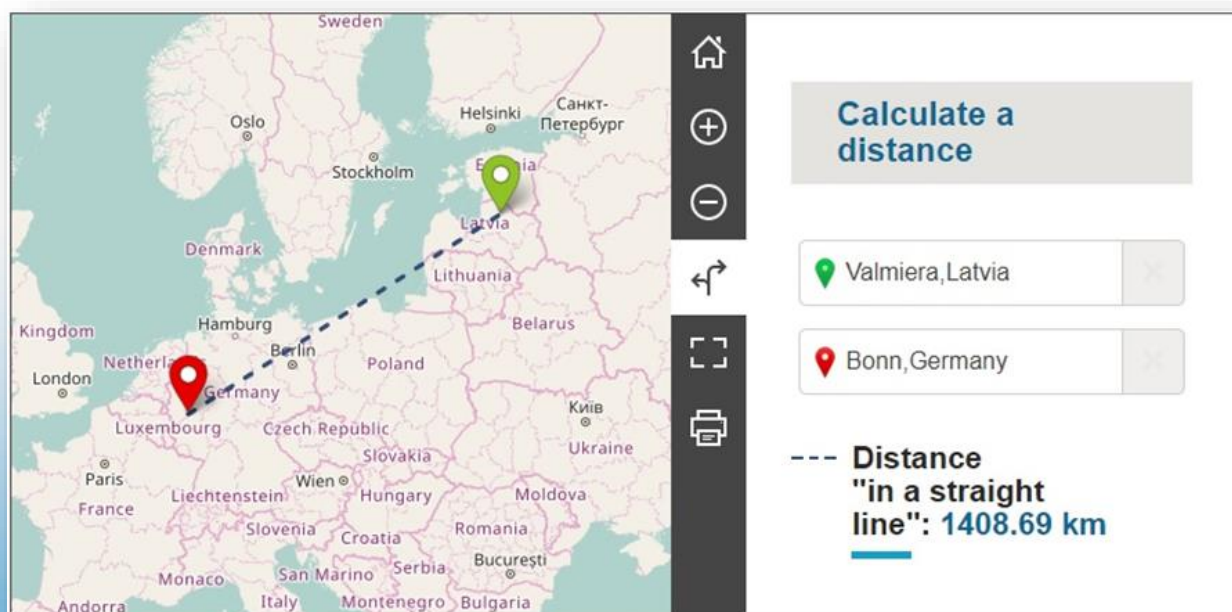 Sweden
Helsinki
Санкт-
Петербург
Oslo
Stockholm
Latvia
Denmark
Lithuania
Kingdom
Hamburg
Belarus
Berlin
Poland
London
Germany
Київ
Luxembourg
Czech Republic
Ukraine
Slovakia
Paris
Wien
Liechtenstein
Hungary
Moldova
France
Slovenia
Romania
Croatia
București
Serbia
Monaco
San Marino
Andorra
Italy
Montenegro
Bulgaria
Calculate a
distance
Valmiera,Latvia
Bonn,Germany
Distance
"in a straight
line": 1408.69 km